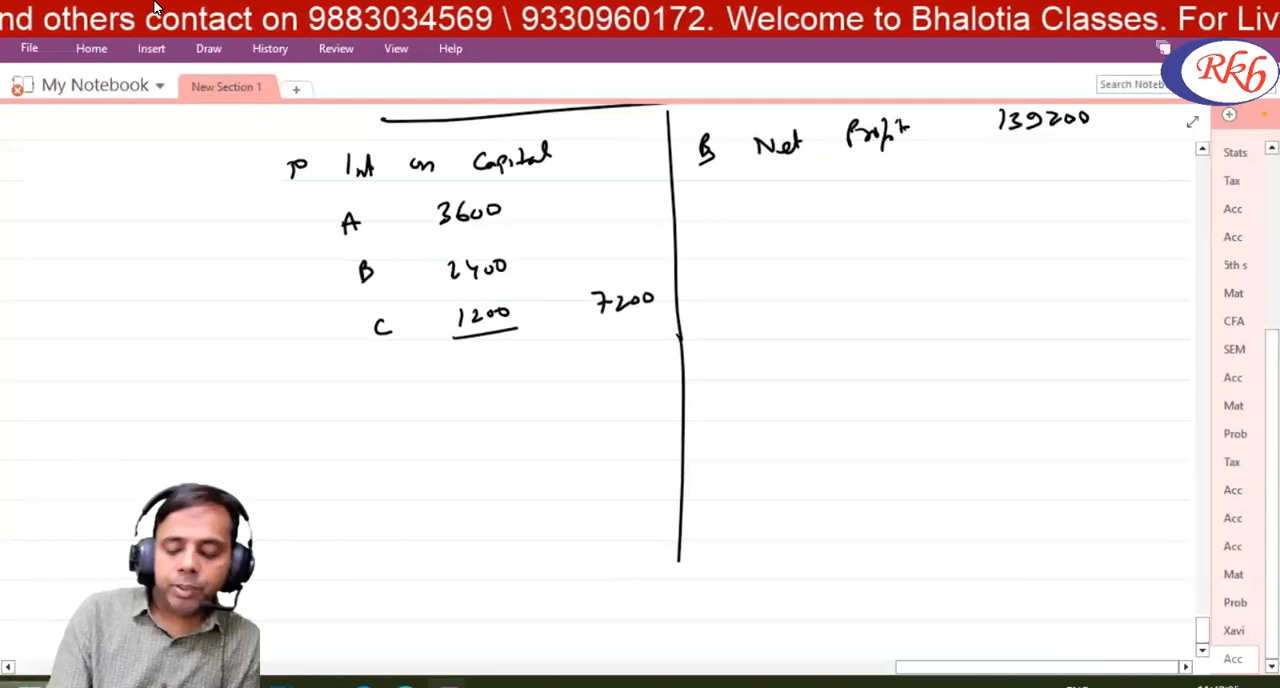 nd others contact on 9883034569 \ 9330960172. Welcome to Bhalotia Classes. For Liv
File Home Insert Draw History Review View Help
Rkb
My Notebook New Section 1 + Search Noteb
By Net Profit 139200
To Int on Capital
A 3600
B 2400
C 1200 7200
Stats
Tax
Acc
Acc
5th s
Mat
CFA
SEM
Acc
Mat
Prob
Tax
Acc
Acc
Acc
Mat
Prob
Xavi
Acc